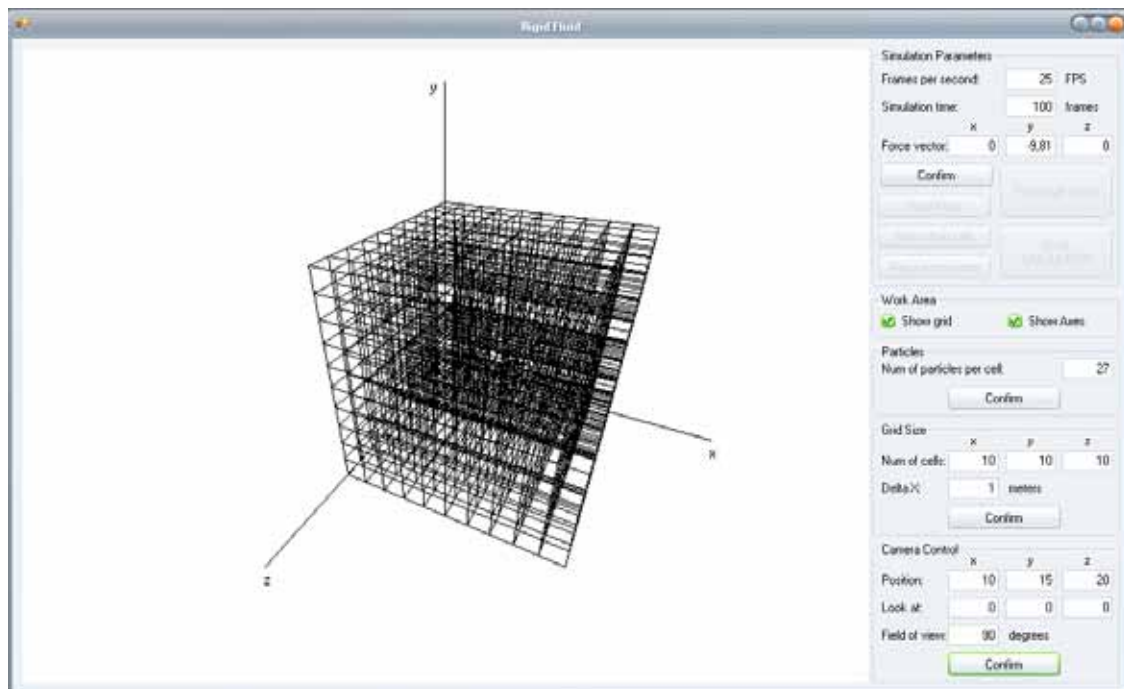 Rigid Fluid
y
x
z
Simulation Parameters
Frames per second: 25 FPS
Simulation time: 100 frames
x y z
Force vector: 0 -9,81 0
Confirm
Work Area
Show grid Show Axes
Particles
Num of particles per cell: 27
Confirm
Grid Size
x y z
Num of cells: 10 10 10
Delta X: 1 meters
Confirm
Camera Control
x y z
Position: 10 15 20
Look at: 0 0 0
Field of view: 90 degrees
Confirm